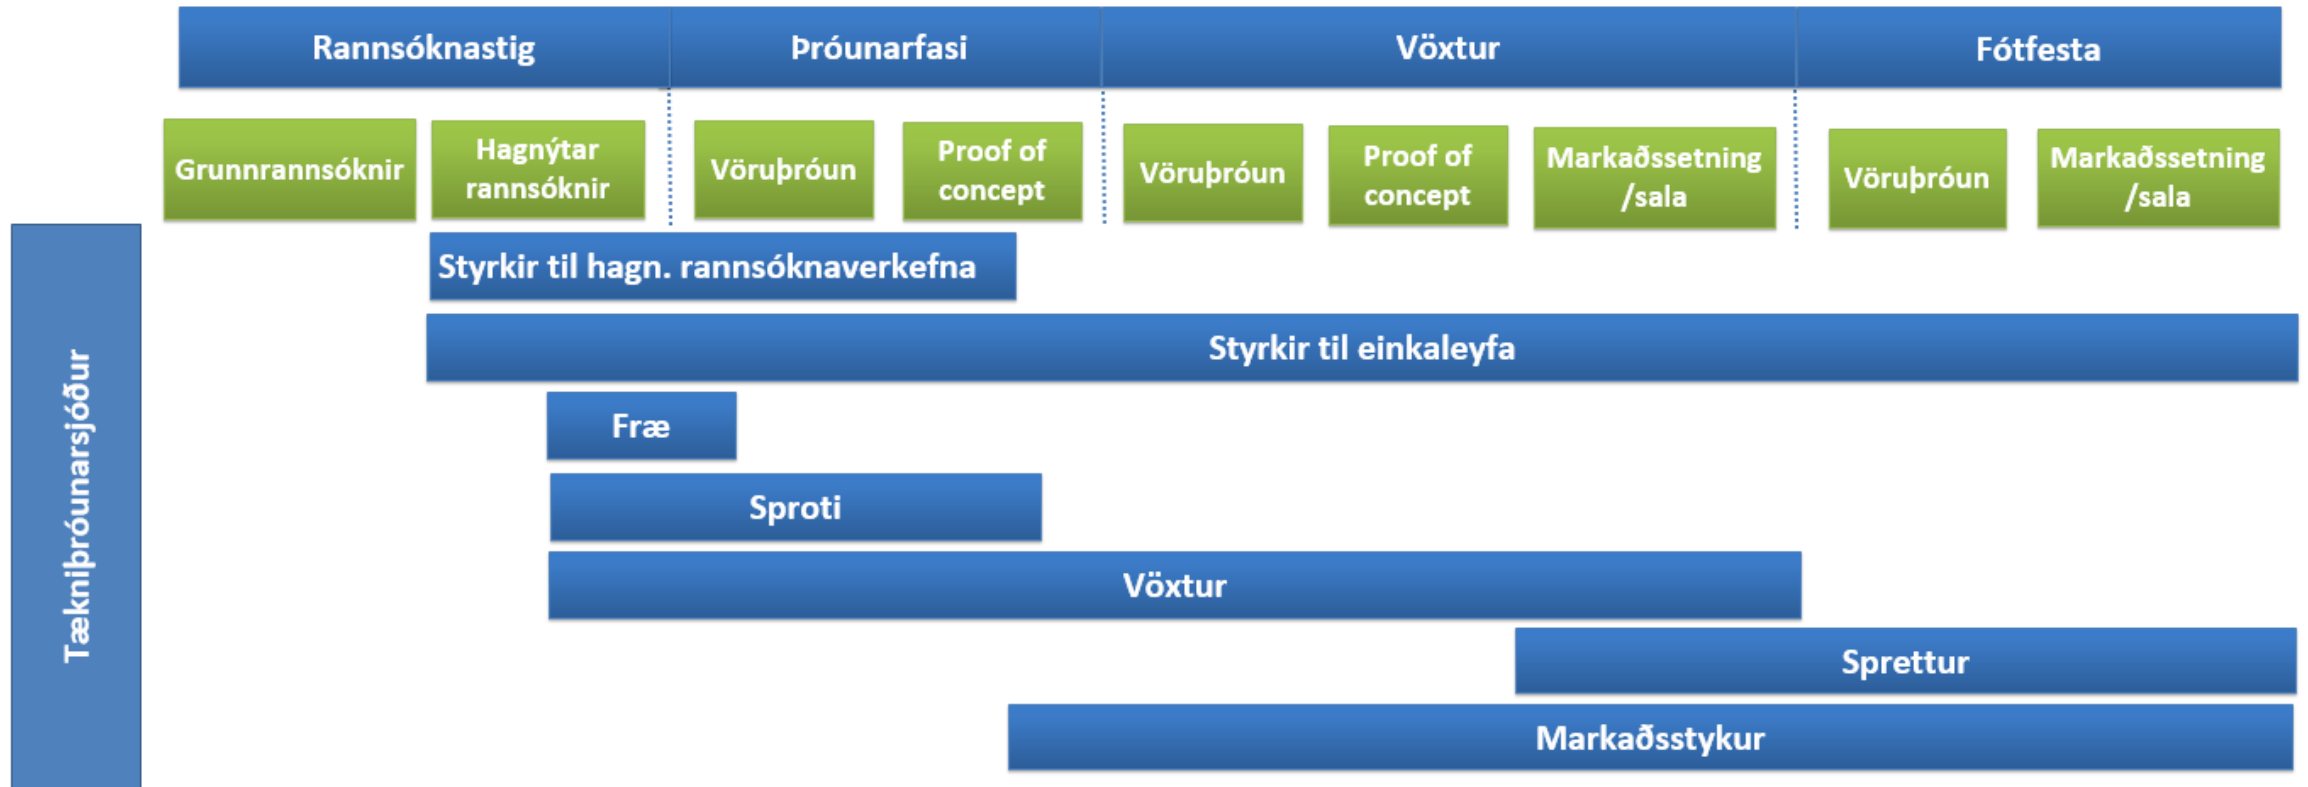 Rannsóknastig
Þróunarfasi
Vöxtur
Fótfesta
Grunnrannsóknir
Hagnýtar
rannsóknir
Vöruþróun
Proof of
concept
Vöruþróun
Proof of
concept
Markaðssetning
/sala
Vöruþróun
Markaðssetning
/sala
Tækniþróunarsjóður
Styrkir til hagn. rannsóknaverkefna
Styrkir til einkaleyfa
Fræ
Sproti
Vöxtur
Sprettur
Markaðsstykur